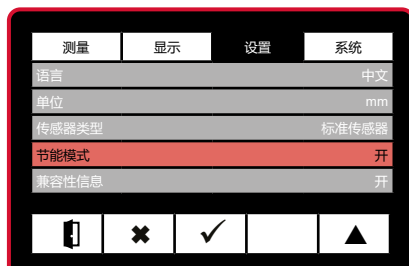 测量 显示 设置 系统
语言 中文
单位 mm
传感器类型 标准传感器
节能模式 开
兼容性信息 开